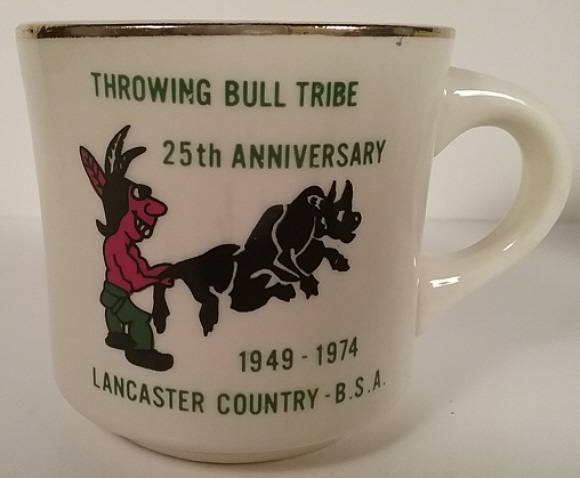 THROWING BULL TRIBE
25th ANNIVERSARY
1949 - 1974
LANCASTER COUNTRY - B.S.A.